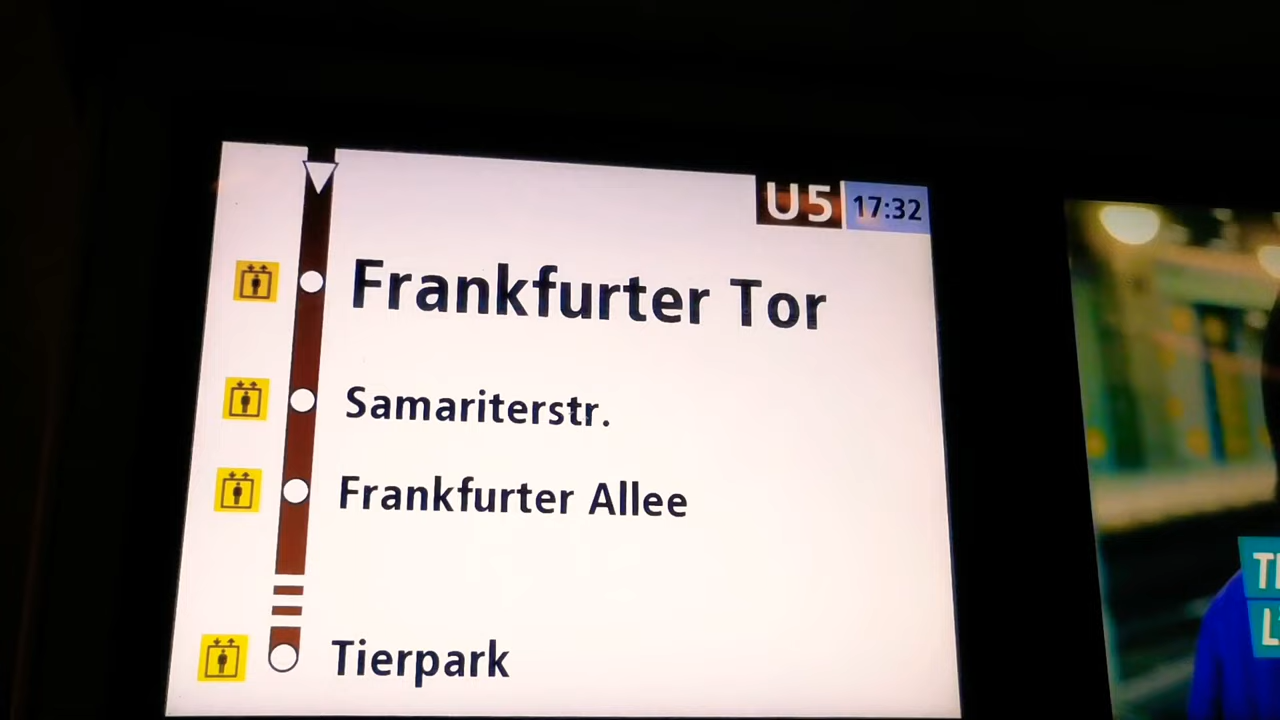 U5 17:32
Frankfurter Tor
Samariterstr.
Frankfurter Allee
Tierpark